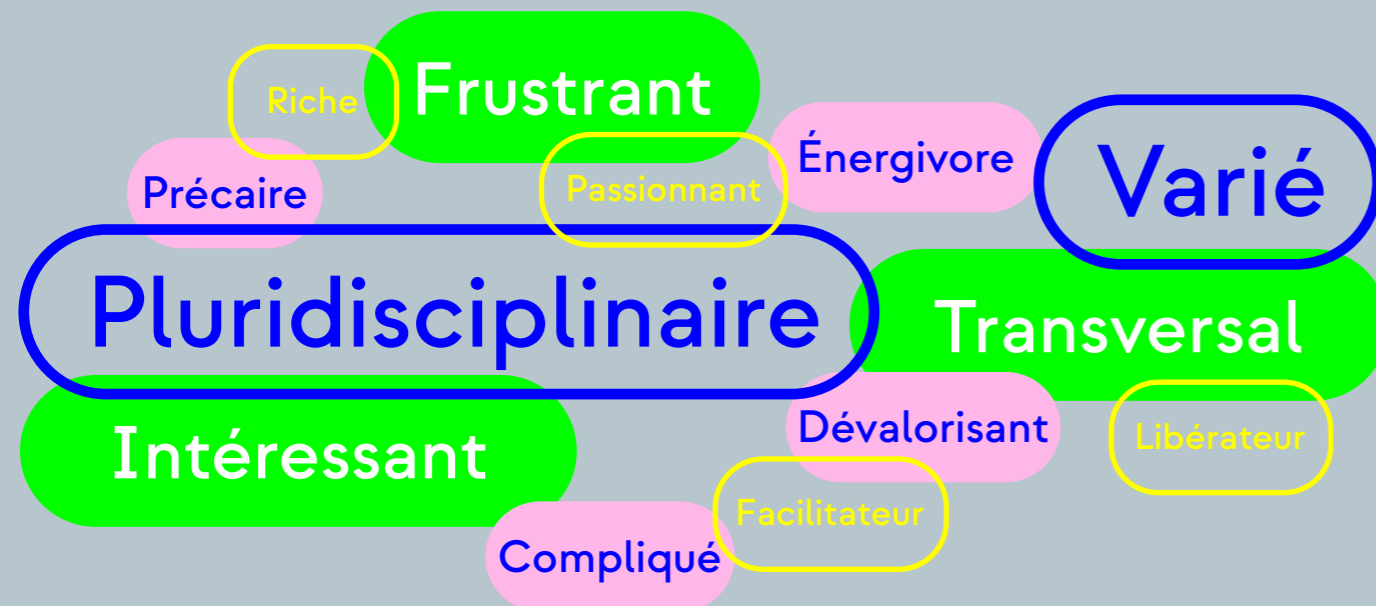 Frustrant
Riche
Énergivore
Varié
Passionnant
Précaire
Pluridisciplinaire
Transversal
Dévalorisant
Libérateur
Intéressant
Facilitateur
Compliqué